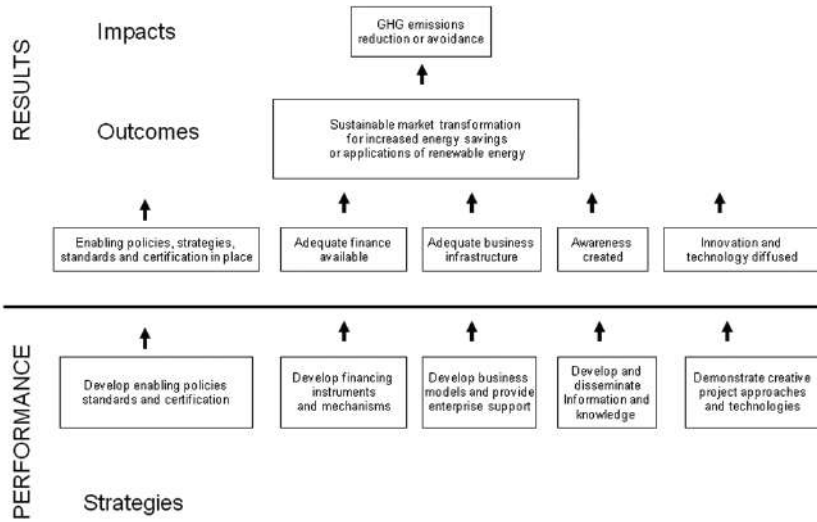 RESULTS
Impacts
GHG emissions
reduction or avoidance
Outcomes
Sustainable market transformation
for increased energy savings
or applications of renewable energy
Enabling policies, strategies,
standards and certification in place
Adequate finance
available
Adequate business
infrastructure
Awareness
created
Innovation and
technology diffused
PERFORMANCE
Develop enabling policies
standards and certification
Develop financing
instruments
and mechanisms
Develop business
models and provide
enterprise support
Develop and
disseminate
Information and
knowledge
Demonstrate creative
project approaches
and technologies
Strategies